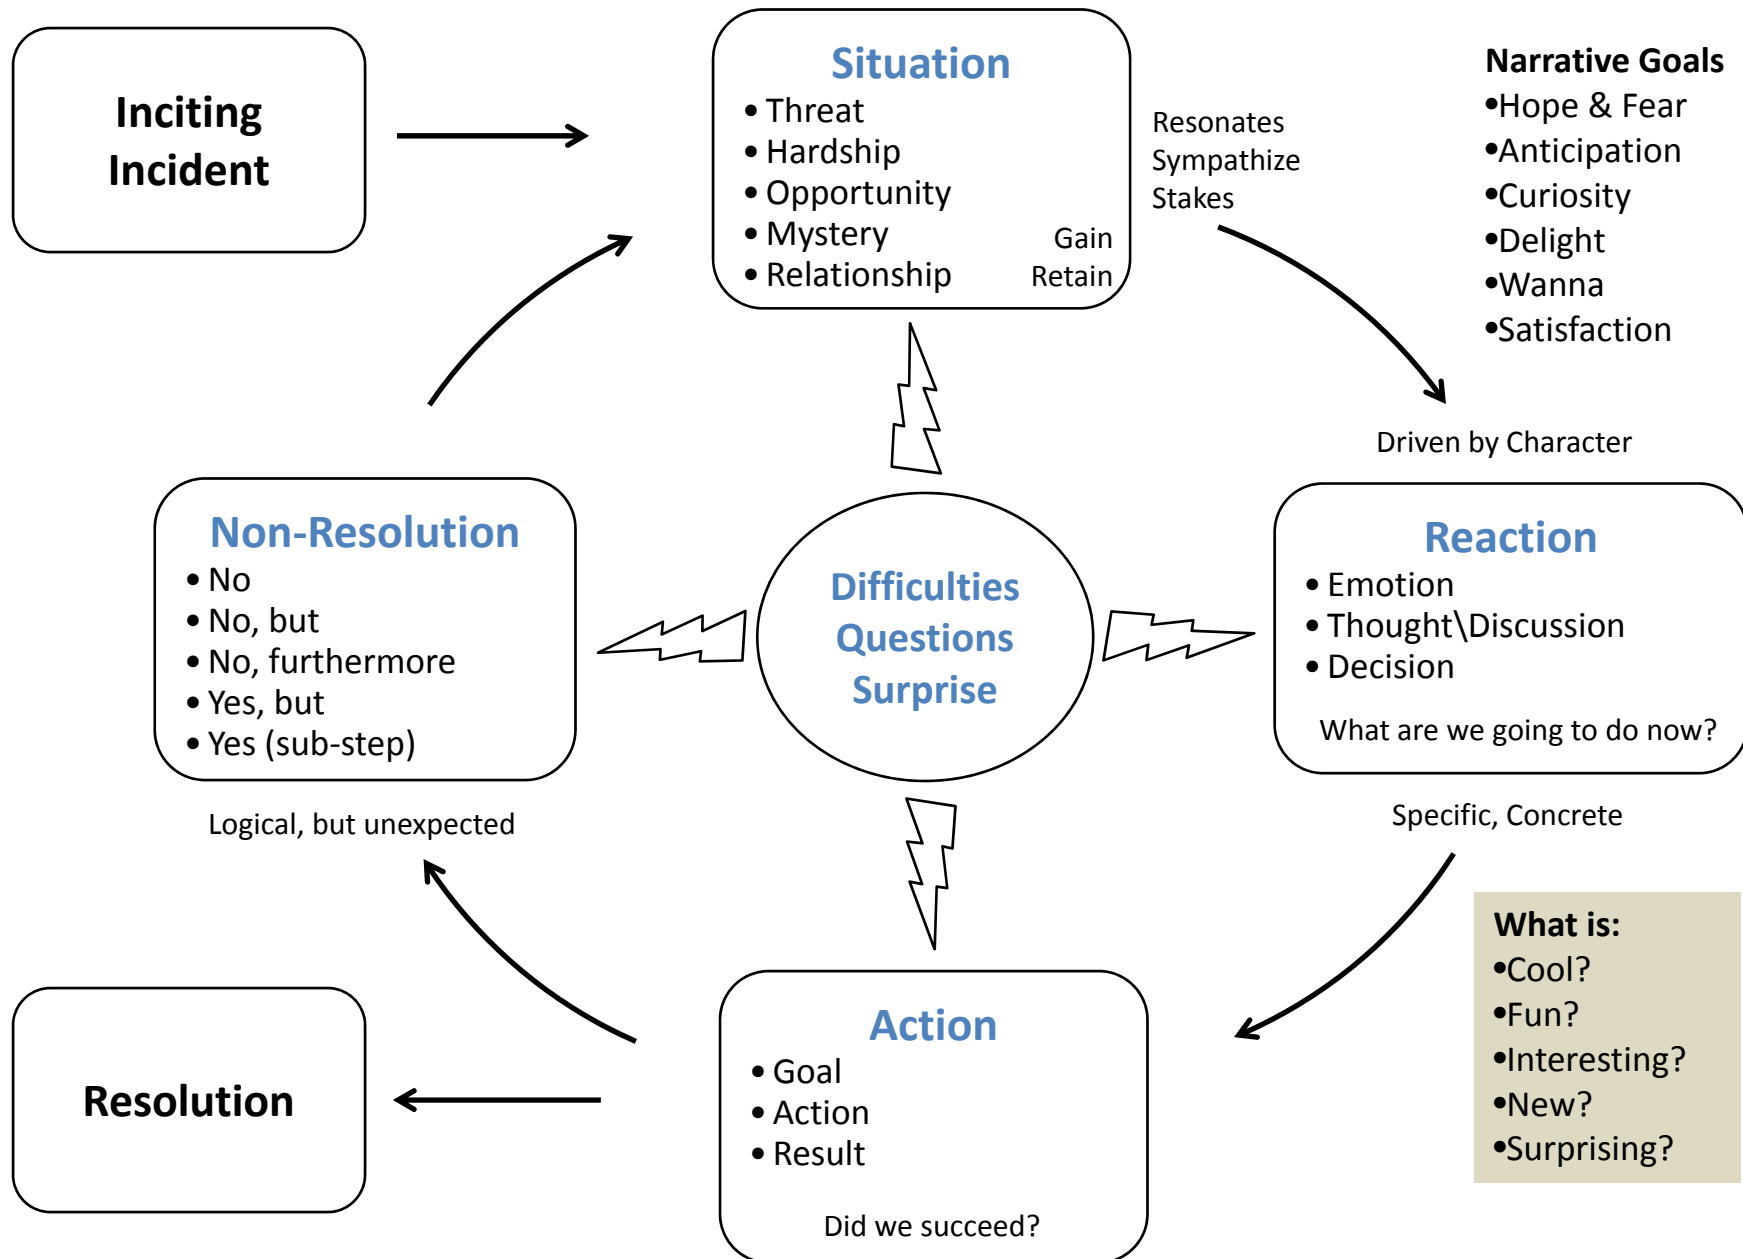 Inciting
Incident
Situation
• Threat
• Hardship
• Opportunity
• Mystery
• Relationship
Gain
Retain
Resonates
Sympathize
Stakes
Narrative Goals
•Hope & Fear
•Anticipation
•Curiosity
•Delight
•Wanna
•Satisfaction
Driven by Character
Non-Resolution
• No
• No, but
• No, furthermore
• Yes, but
• Yes (sub-step)
Logical, but unexpected
Difficulties
Questions
Surprise
Reaction
• Emotion
• Thought\Discussion
• Decision
What are we going to do now?
Specific, Concrete
What is:
•Cool?
•Fun?
•Interesting?
•New?
•Surprising?
Action
• Goal
• Action
• Result
Did we succeed?
Resolution